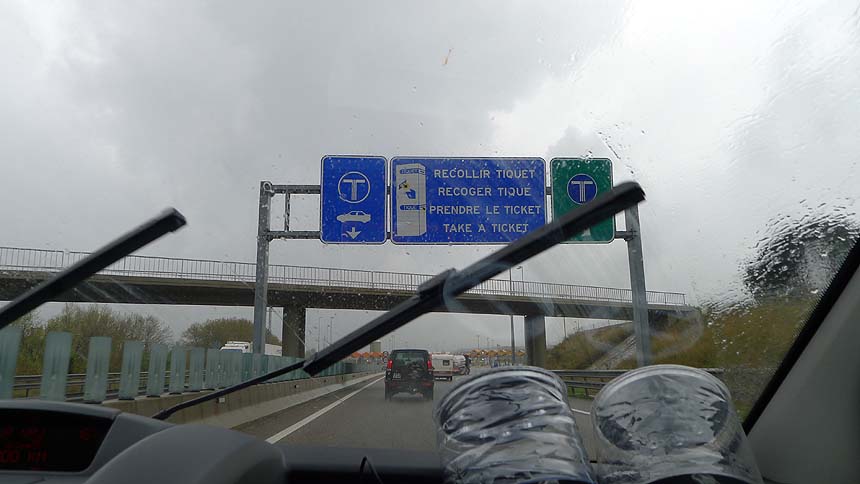 T
T
RECOLLIR TIQUET
RECOGER TIQUE
PRENDRE LE TICKET
TAKE A TICKET